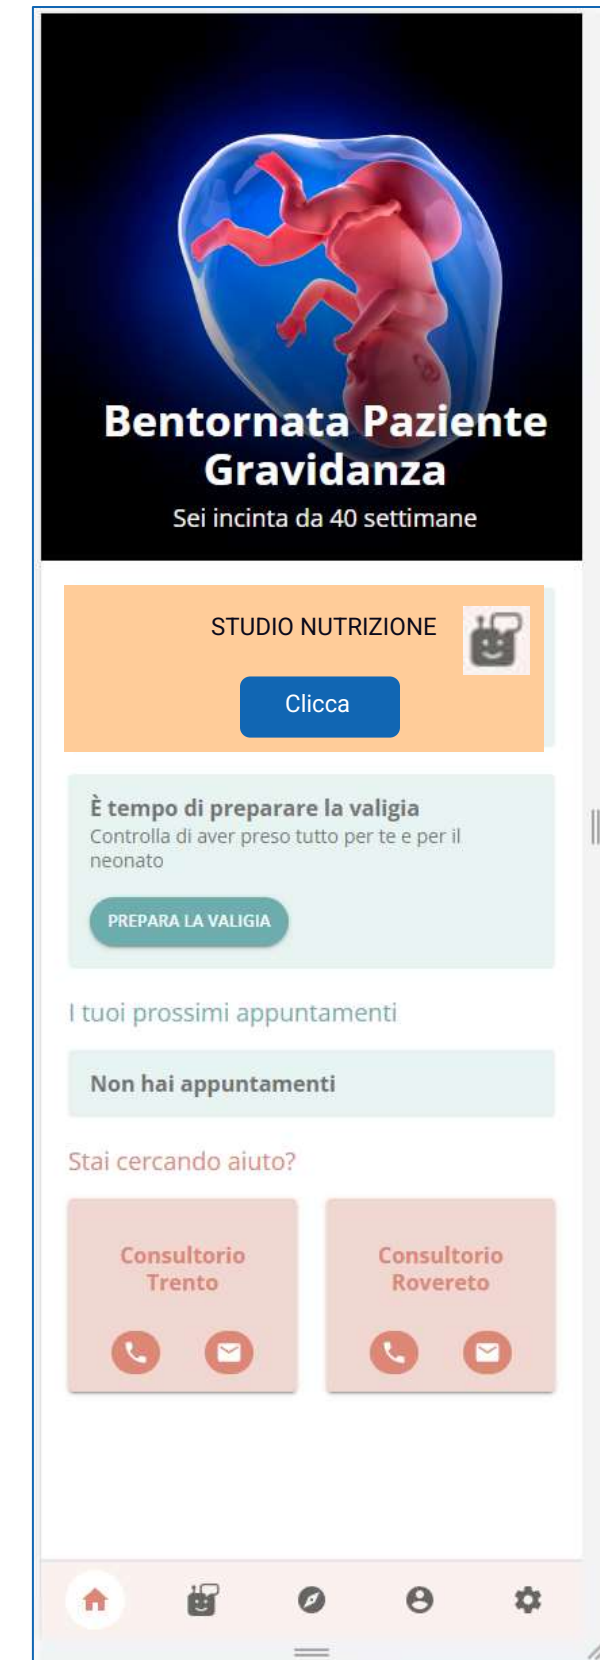 Bentornata Paziente
Gravidanza
Sei incinta da 40 settimane
STUDIO NUTRIZIONE
Clicca
È tempo di preparare la valigia
Controlla di aver preso tutto per te e per il
neonato
PREPARA LA VALIGIA
I tuoi prossimi appuntamenti
Non hai appuntamenti
Stai cercando aiuto?
Consultorio
Trento
Consultorio
Rovereto